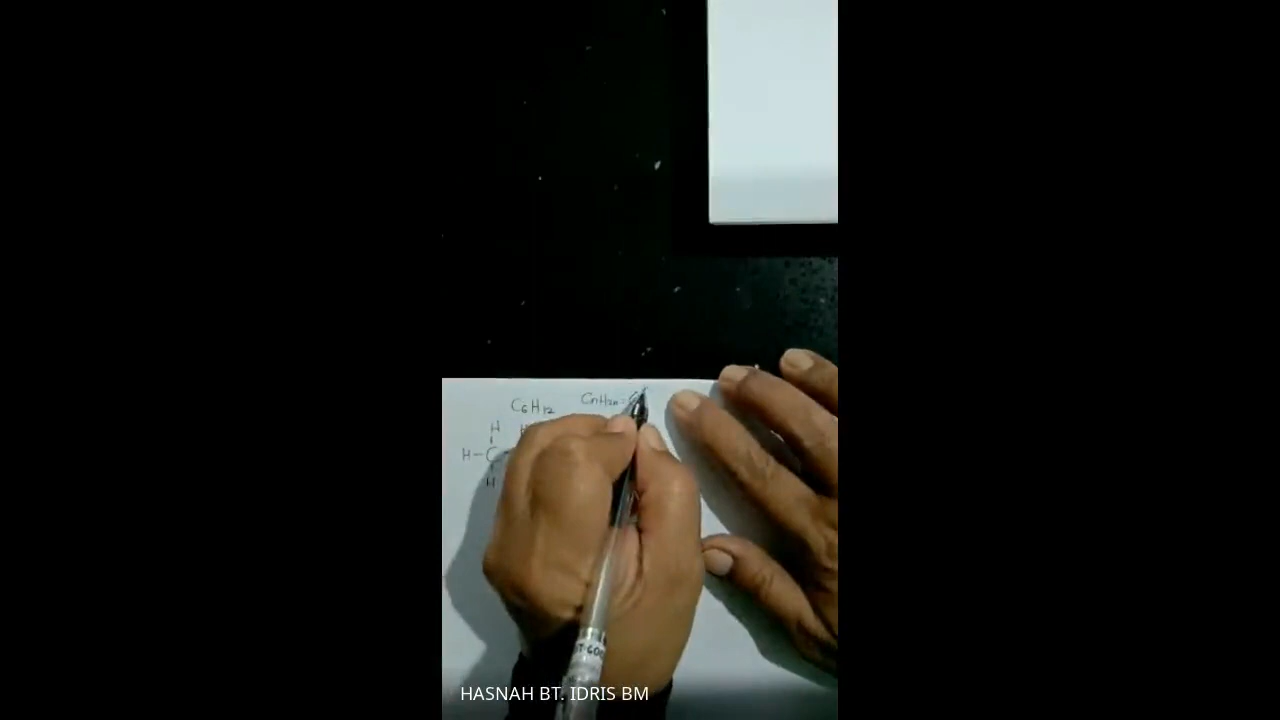 C6H12 CnH2n =
H H
H-C-
H
HASNAH BT. IDRIS BM